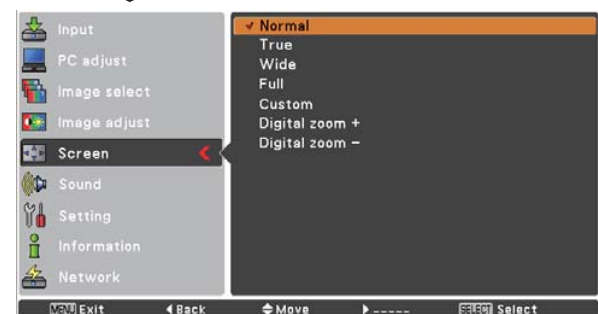 Input
PC adjust
Image select
Image adjust
Screen
Sound
Setting
Information
Network
Normal
True
Wide
Full
Custom
Digital zoom +
Digital zoom –
MENU Exit ◀Back Move ▶----- SELECT Select